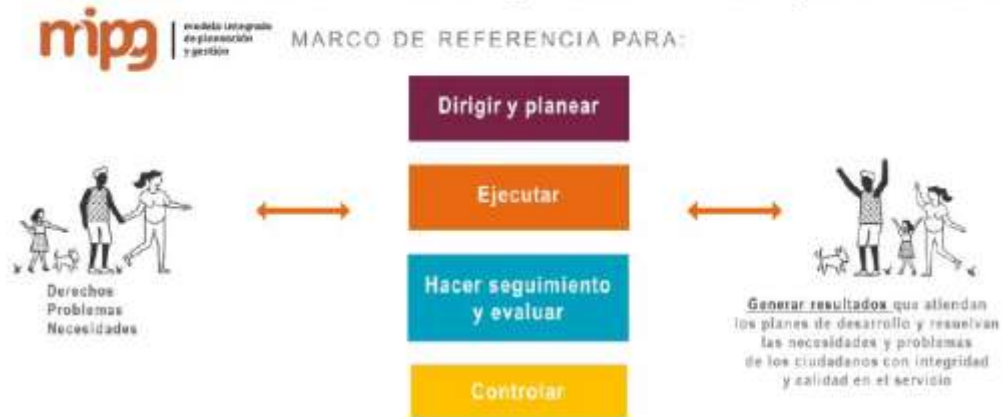 mipg
modelo integrado
de planeación
y gestión
MARCO DE REFERENCIA PARA:
Dirigir y planear
Ejecutar
Hacer seguimiento
y evaluar
Controlar
Derechos
Problemas
Necesidades
Generar resultados que atiendan
los planes de desarrollo y resuelvan
las necesidades y problemas
de los ciudadanos con integridad
y calidad en el servicio